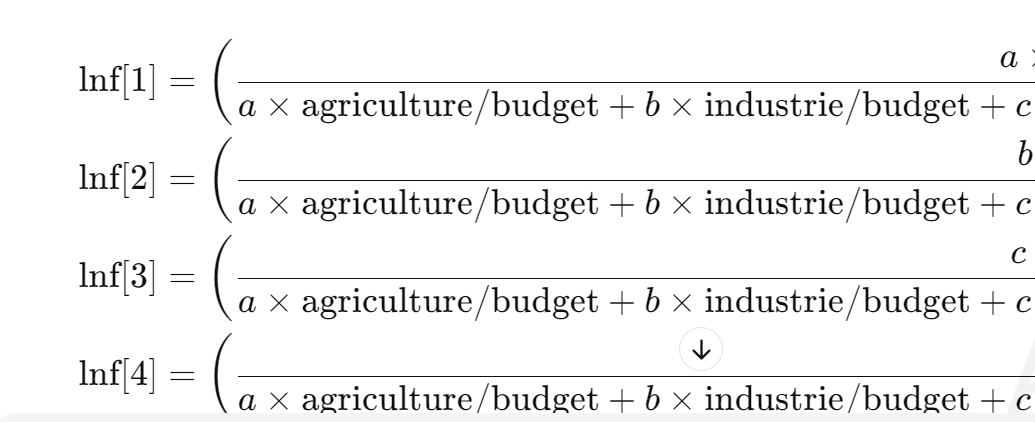 a ×
lnf[1] = (
a × agriculture/budget + b × industrie/budget + c
b
lnf[2] = (
a × agriculture/budget + b × industrie/budget + c
c
lnf[3] = (
a × agriculture/budget + b × industrie/budget + c
lnf[4] = (
a × agriculture/budget + b × industrie/budget + c